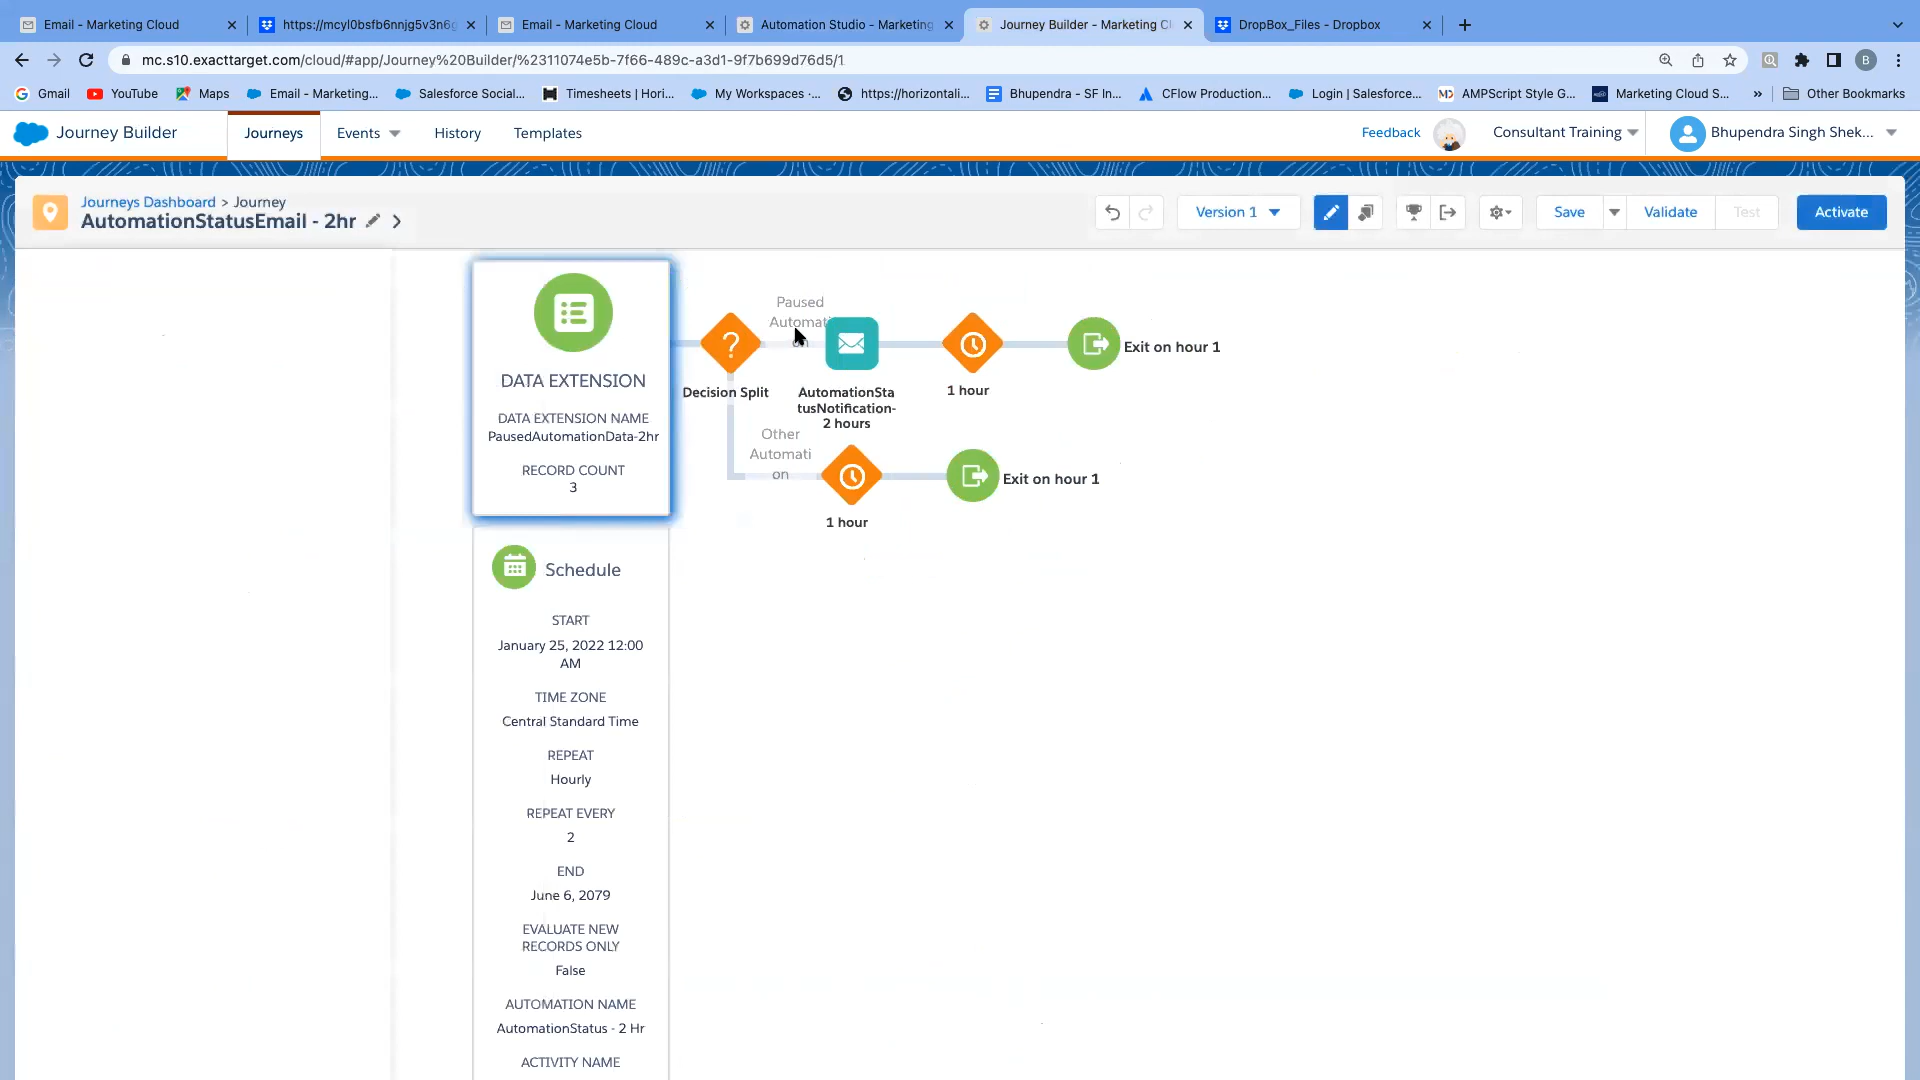 Email - Marketing Cloud
https://mcyl0bsfb6nnjg5v3n6g
Email - Marketing Cloud
Automation Studio - Marketing
Journey Builder - Marketing Cl
DropBox_Files - Dropbox
mc.s10.exacttarget.com/cloud/#app/Journey%20Builder/%2311074e5b-7f66-489c-a3d1-9f7b699d76d5/1
B
Gmail
YouTube
Maps
Email - Marketing...
Salesforce Social...
Timesheets | Hori...
My Workspaces -...
https://horizontali...
Bhupendra - SF In...
CFlow Production...
Login | Salesforce...
AMPScript Style G...
Marketing Cloud S...
»
Other Bookmarks
Journey Builder
Journeys
Events
History
Templates
Feedback
Consultant Training
Bhupendra Singh Shek...
Journeys Dashboard > Journey
AutomationStatusEmail - 2hr
Version 1
Save
Validate
Test
Activate
DATA EXTENSION
DATA EXTENSION NAME
PausedAutomationData-2hr
RECORD COUNT
3
Decision Split
Paused
Automati
on
AutomationSta
tusNotification-
2 hours
1 hour
Exit on hour 1
Other
Automati
on
1 hour
Exit on hour 1
Schedule
START
January 25, 2022 12:00
AM
TIME ZONE
Central Standard Time
REPEAT
Hourly
REPEAT EVERY
2
END
June 6, 2079
EVALUATE NEW
RECORDS ONLY
False
AUTOMATION NAME
AutomationStatus - 2 Hr
ACTIVITY NAME